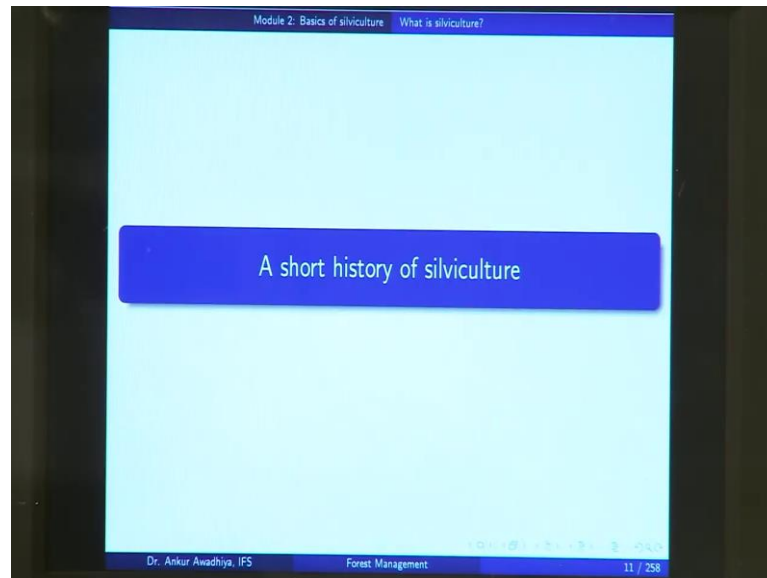 Module 2: Basics of silviculture What is silviculture?
A short history of silviculture
Dr. Ankur Awadhiya, IFS Forest Management 11 / 258